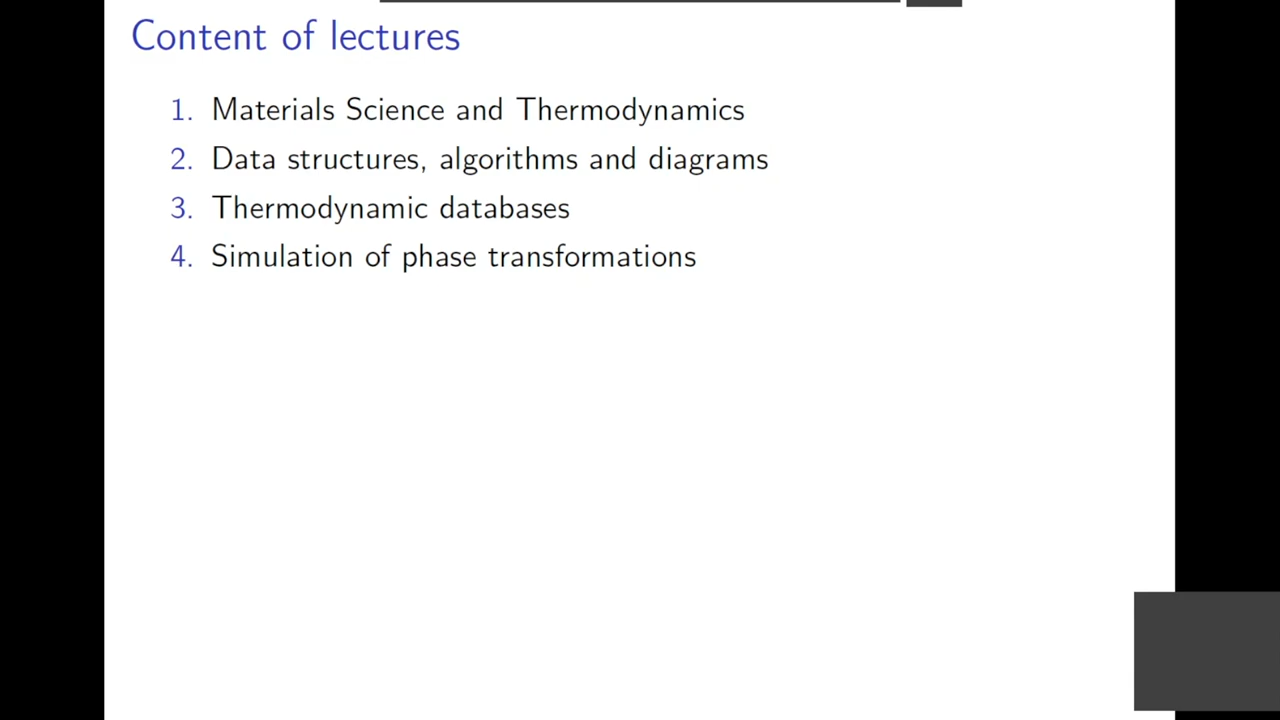 Content of lectures
1. Materials Science and Thermodynamics
2. Data structures, algorithms and diagrams
3. Thermodynamic databases
4. Simulation of phase transformations